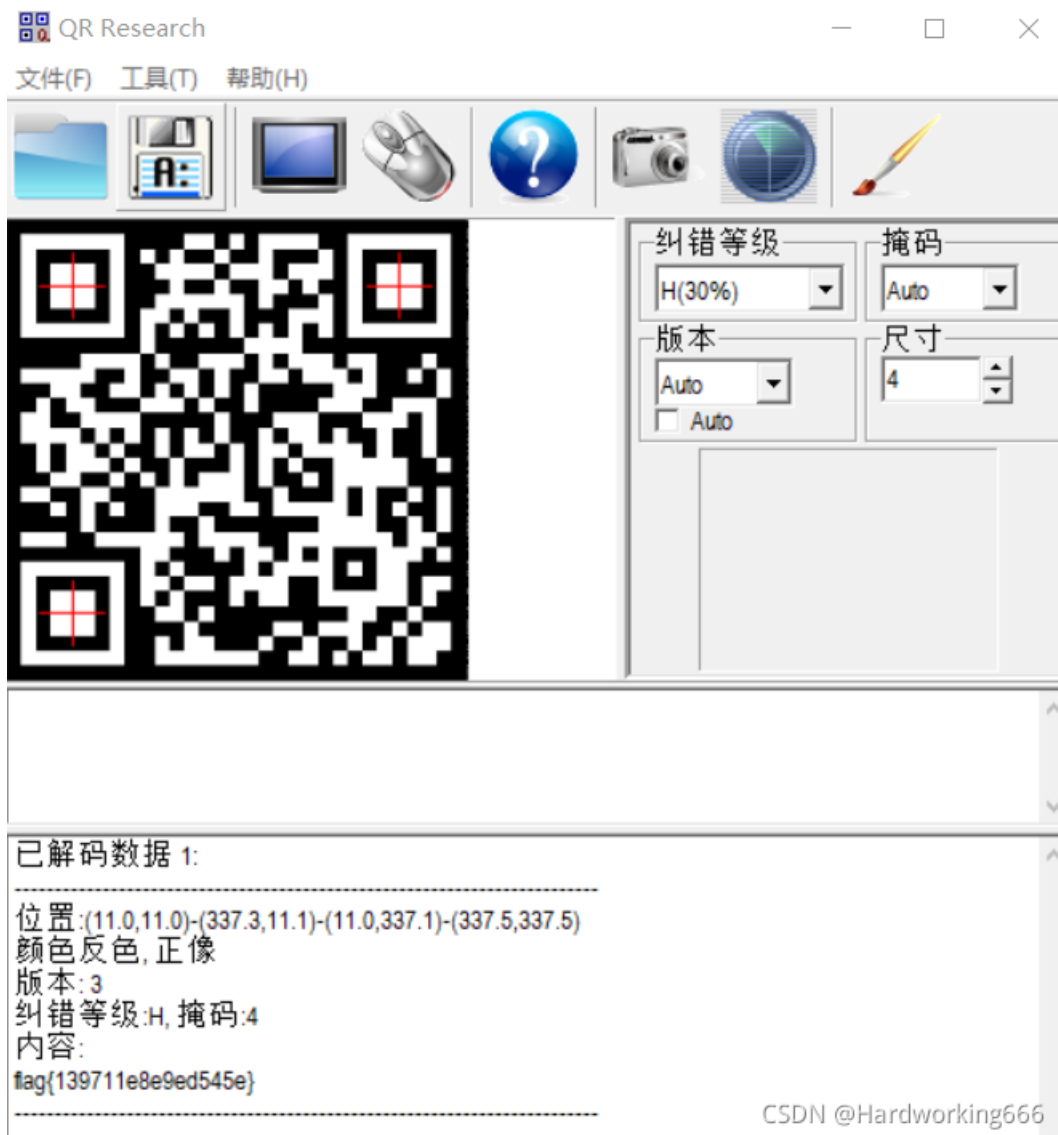 QR Research
文件(F) 工具(T) 帮助(H)
A:
纠错等级
掩码
H(30%)
Auto
版本
尺寸
Auto
4
Auto
已解码数据 1:
--------------------------------------------------------------------------------
位置:(11.0,11.0)-(337.3,11.1)-(11.0,337.1)-(337.5,337.5)
颜色反色, 正像
版本: 3
纠错等级:H, 掩码:4
内容:
flag{139711e8e9ed545e}
--------------------------------------------------------------------------------
CSDN @Hardworking666